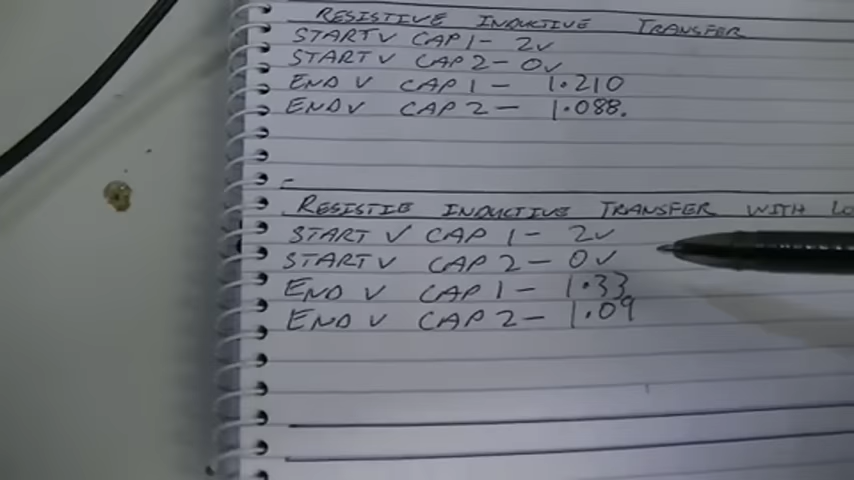 RESISTIVE INDUCTIVE TRANSFER
START V CAP 1 - 2v
START V CAP 2 - 0v
END V CAP 1 - 1.210
END V CAP 2 - 1.088.
RESISTIE INDUCTIVE TRANSFER WITH LO
START V CAP 1 - 2v
START V CAP 2 - 0v
END V CAP 1 - 1.33
END V CAP 2 - 1.09